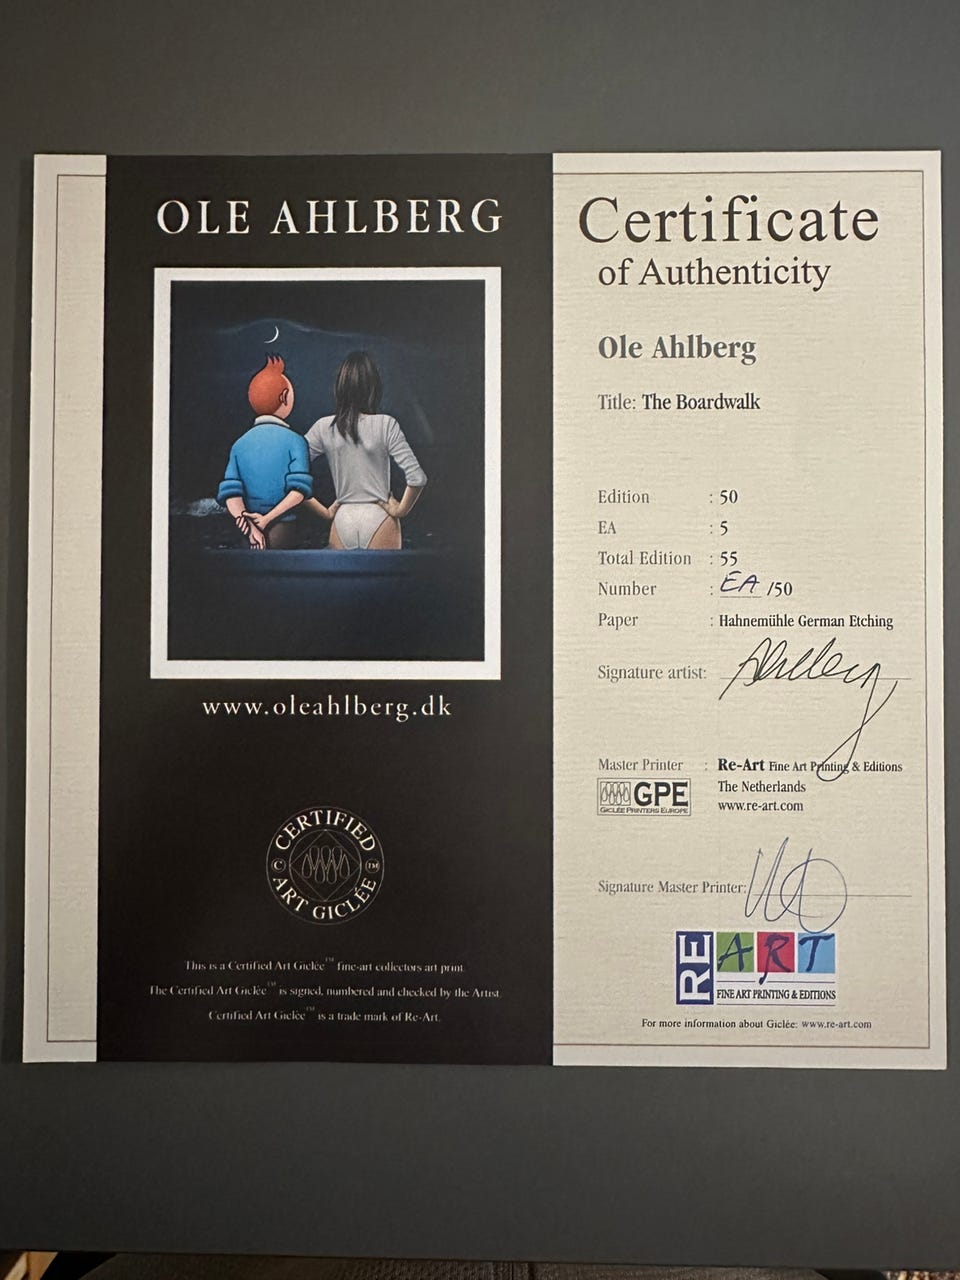 OLE AHLBERG
www.oleahlberg.dk
CERTIFIED
© TM
ART GICLÉE
This is a Certified Art Giclée™ fine-art collectors art print.
The Certified Art Giclée™ is signed, numbered and checked by the Artist.
Certified Art Giclée™ is a trade mark of Re-Art.
Certificate
of Authenticity
Ole Ahlberg
Title: The Boardwalk
Edition : 50
EA : 5
Total Edition : 55
Number : EA /50
Paper : Hahnemühle German Etching
Signature artist: Ahlberg
Master Printer : Re-Art Fine Art Printing & Editions
GPE The Netherlands
GICLÉE PRINTERS EUROPE www.re-art.com
Signature Master Printer:
RE ART
FINE ART PRINTING & EDITIONS
For more information about Giclée: www.re-art.com